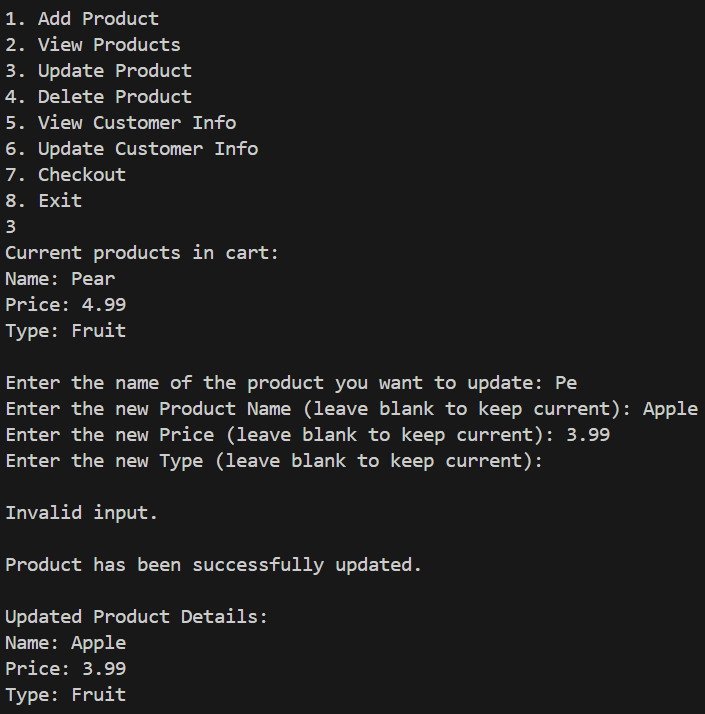 1. Add Product
2. View Products
3. Update Product
4. Delete Product
5. View Customer Info
6. Update Customer Info
7. Checkout
8. Exit
3
Current products in cart:
Name: Pear
Price: 4.99
Type: Fruit
Enter the name of the product you want to update: Pe
Enter the new Product Name (leave blank to keep current): Apple
Enter the new Price (leave blank to keep current): 3.99
Enter the new Type (leave blank to keep current):
Invalid input.
Product has been successfully updated.
Updated Product Details:
Name: Apple
Price: 3.99
Type: Fruit